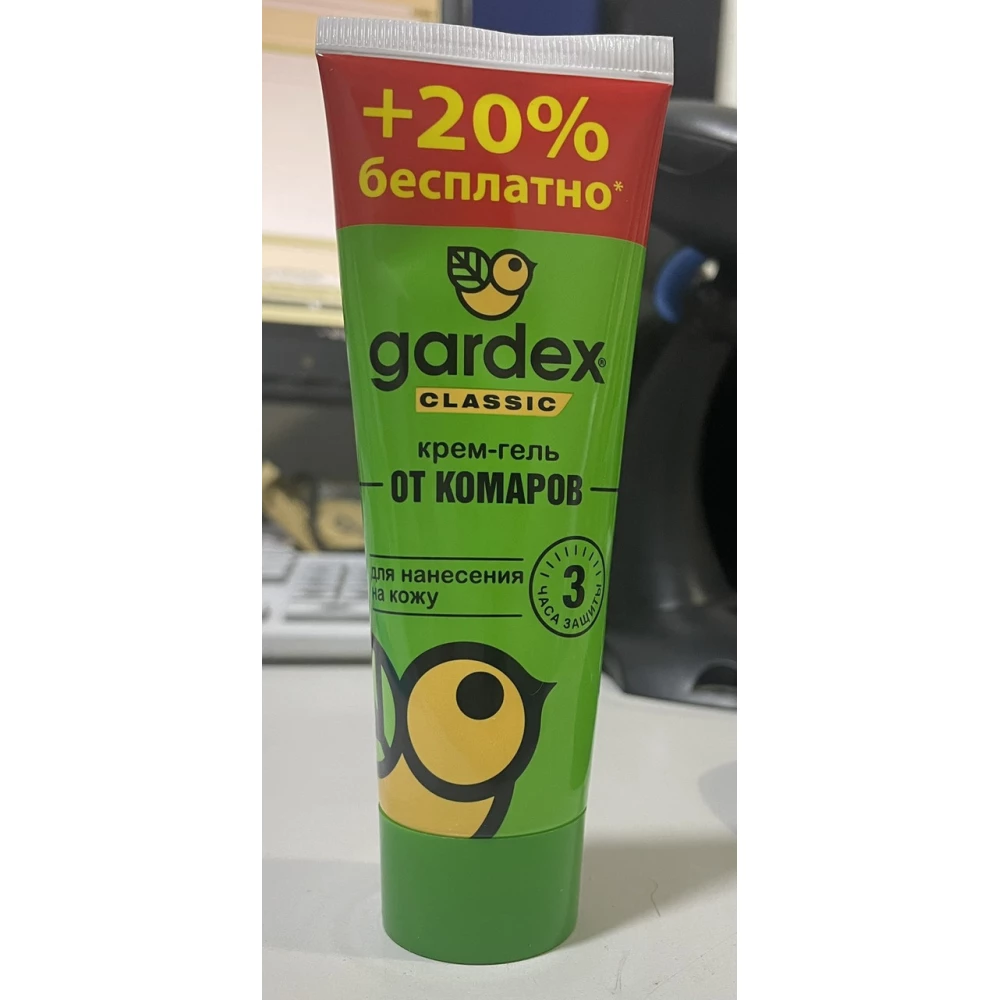 +20%
бесплатно*
gardex®
CLASSIC
крем-гель
ОТ КОМАРОВ
для нанесения
на кожу
3
ЧАСА ЗАЩИТЫ